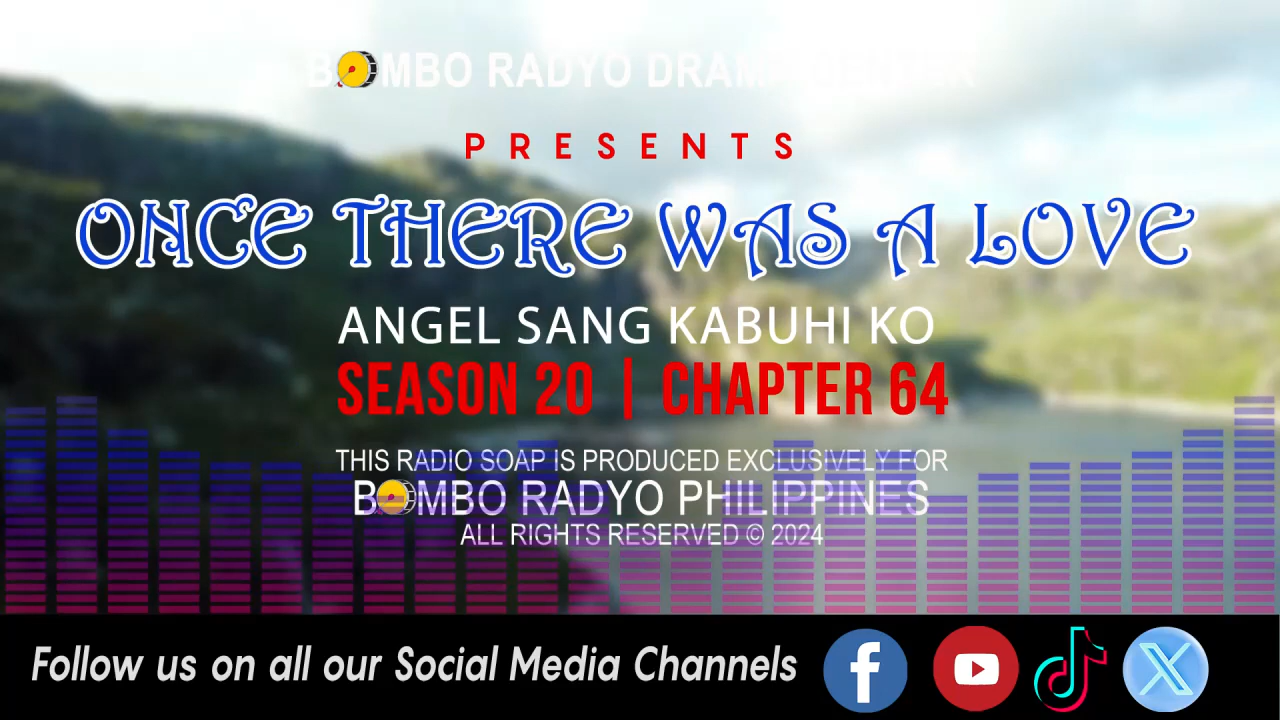 BOMBO RADYO DRAMA
PRESENTS
ONCE THERE WAS A LOVE
ANGEL SANG KABUHI KO
SEASON 20 | CHAPTER 64
THIS RADIO SOAP IS PRODUCED EXCLUSIVELY FOR
BOMBO RADYO PHILIPPINES
ALL RIGHTS RESERVED © 2024
Follow us on all our Social Media Channels